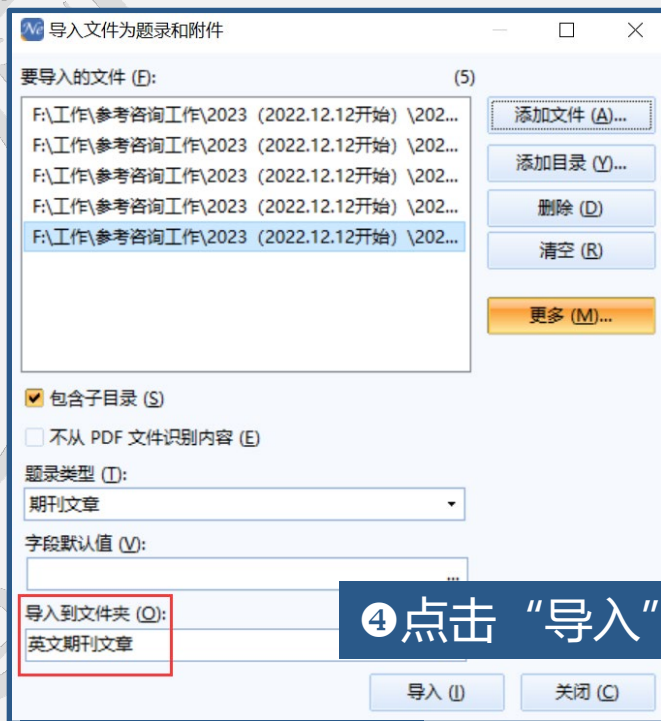 Ne 导入文件为题录和附件
要导入的文件 (F): (5)
F:\工作\参考咨询工作\2023（2022.12.12开始）\202...
F:\工作\参考咨询工作\2023（2022.12.12开始）\202...
F:\工作\参考咨询工作\2023（2022.12.12开始）\202...
F:\工作\参考咨询工作\2023（2022.12.12开始）\202...
F:\工作\参考咨询工作\2023（2022.12.12开始）\202...
添加文件 (A)...
添加目录 (Y)...
删除 (D)
清空 (R)
更多 (M)...
包含子目录 (S)
不从 PDF 文件识别内容 (E)
题录类型 (T):
期刊文章
字段默认值 (V):
...
导入到文件夹 (O):
英文期刊文章
❹点击“导入”
导入 (I) 关闭 (C)